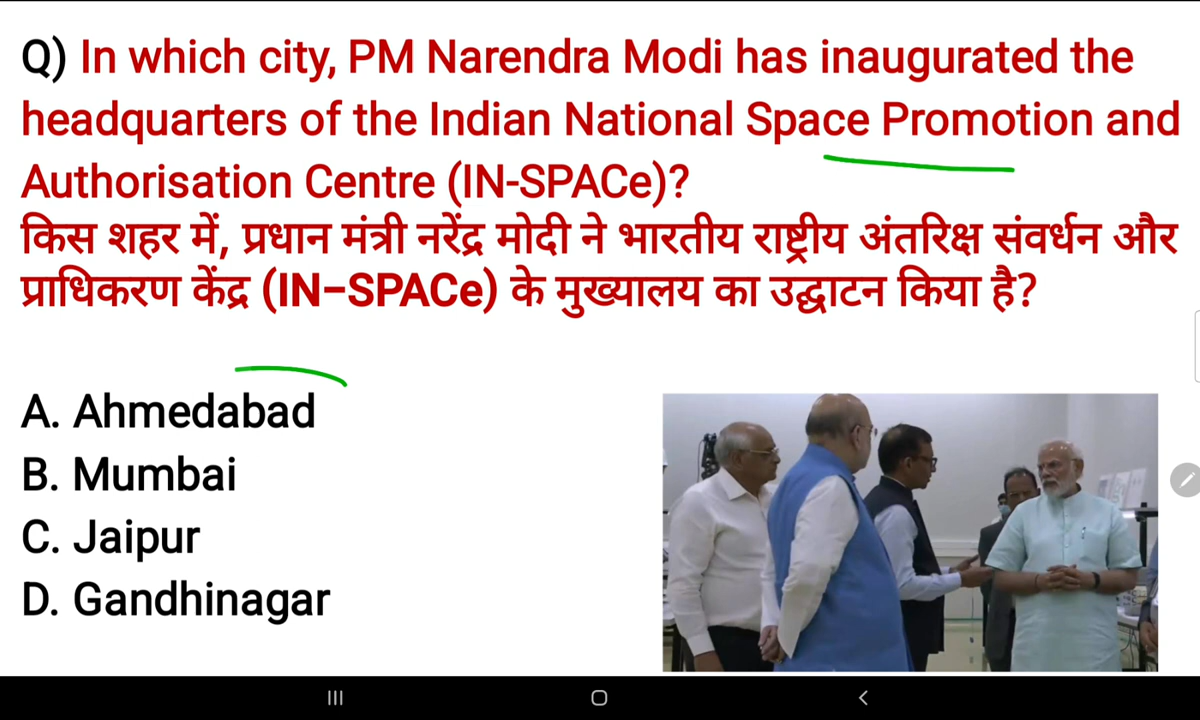 Q) In which city, PM Narendra Modi has inaugurated the
headquarters of the Indian National Space Promotion and
Authorisation Centre (IN-SPACe)?
किस शहर में, प्रधान मंत्री नरेंद्र मोदी ने भारतीय राष्ट्रीय अंतरिक्ष संवर्धन और
प्राधिकरण केंद्र (IN-SPACe) के मुख्यालय का उद्घाटन किया है?
A. Ahmedabad
B. Mumbai
C. Jaipur
D. Gandhinagar